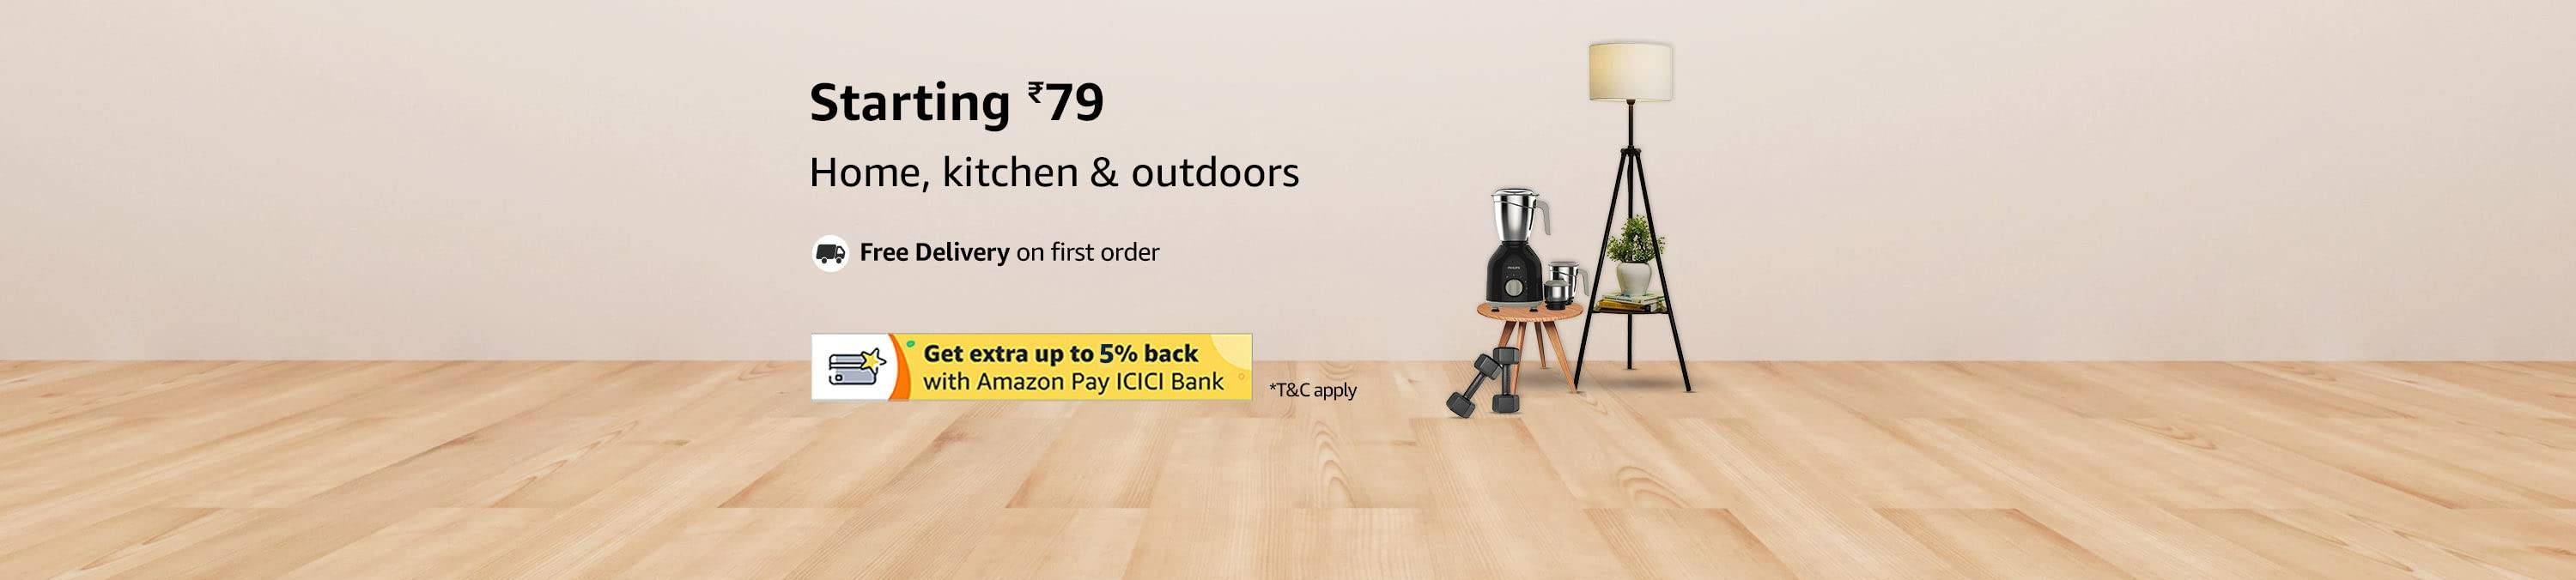 Starting ₹79
Home, kitchen & outdoors
Free Delivery on first order
Get extra up to 5% back
with Amazon Pay ICICI Bank
*T&C apply